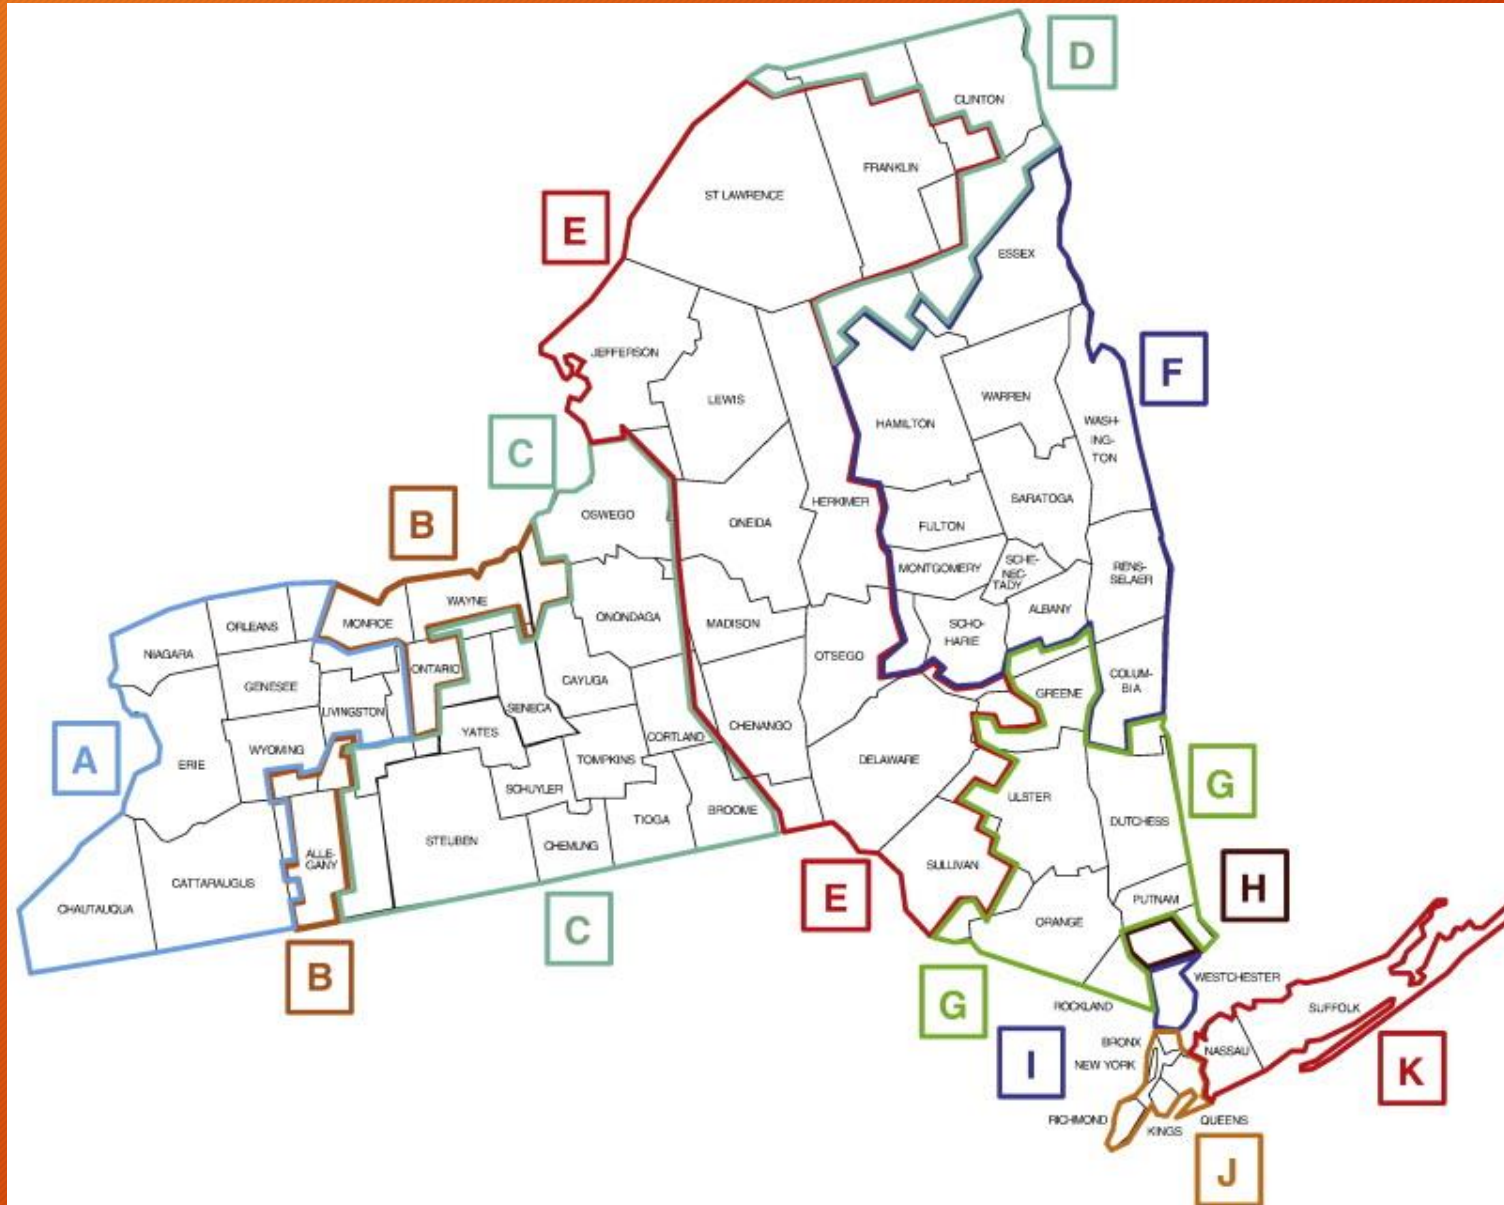 D
CLINTON
FRANKLIN
ST LAWRENCE
E
ESSEX
JEFFERSON
F
LEWIS
WARREN
HAMILTON
WASH-
ING-
TON
C
SARATOGA
HERKIMER
OSWEGO
ONEIDA
B
FULTON
MONTGOMERY
SCHE-
NEC-
TADY
RENS-
SELAER
WAYNE
ALBANY
MONROE
ORLEANS
ONONDAGA
MADISON
SCHO-
HARIE
NIAGARA
OTSEGO
ONTARIO
CAYUGA
COLUM-
BIA
GENESEE
GREENE
SENECA
LIVINGSTON
CHENANGO
YATES
CORTLAND
WYOMING
A
ERIE
TOMPKINS
DELAWARE
G
SCHUYLER
ULSTER
TIOGA
BROOME
DUTCHESS
STEUBEN
CHEMUNG
ALLE-
GANY
SULLIVAN
CATTARAUGUS
H
E
PUTNAM
CHAUTAUQUA
ORANGE
C
B
WESTCHESTER
G
ROCKLAND
SUFFOLK
BRONX
NASSAU
I
NEW YORK
K
RICHMOND
KINGS
QUEENS
J